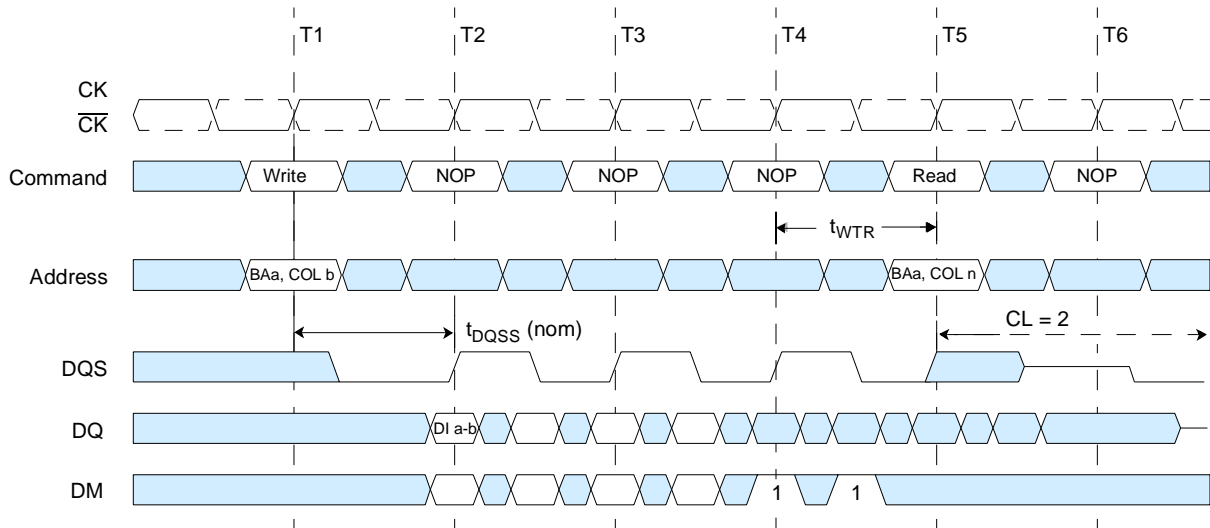 T1 T2 T3 T4 T5 T6
CK
CK
Command Write NOP NOP NOP Read NOP
tWTR
Address BAa, COL b BAa, COL n
tDQSS (nom) CL = 2
DQS
DQ DI a-b
DM 1 1